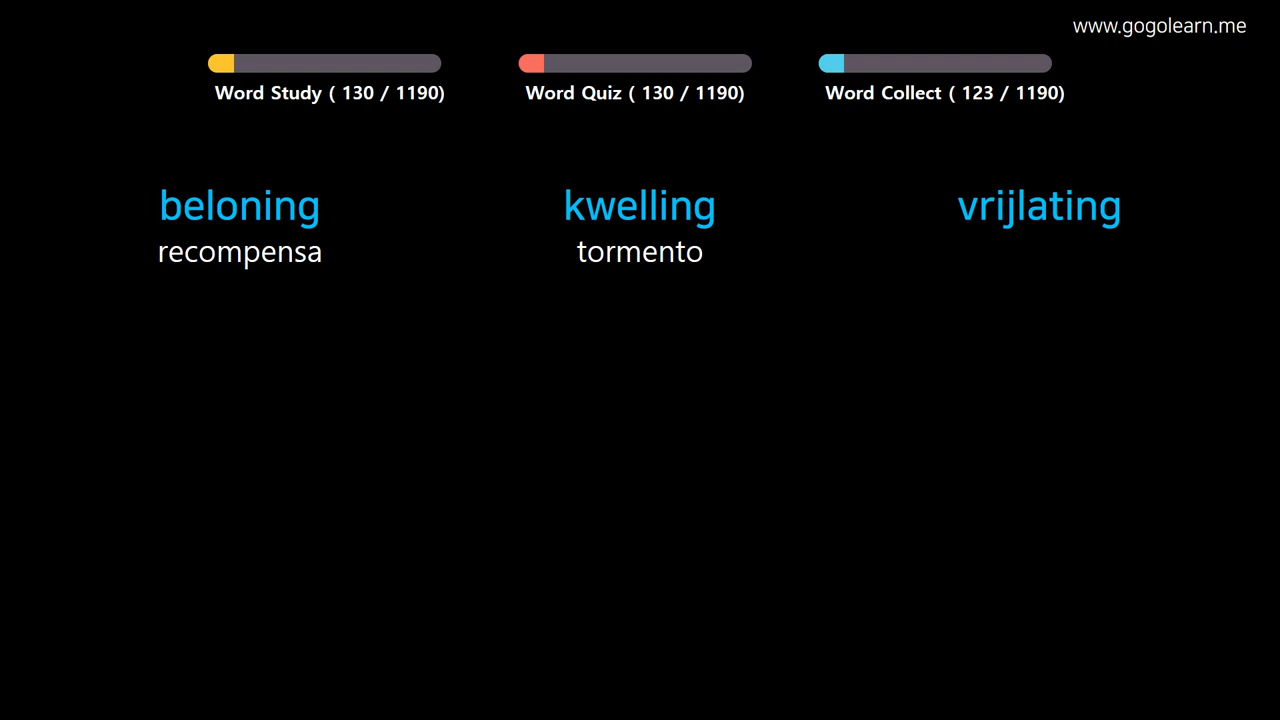 www.gogolearn.me
Word Study ( 130 / 1190)
Word Quiz ( 130 / 1190)
Word Collect ( 123 / 1190)
beloning
kwelling
vrijlating
recompensa
tormento